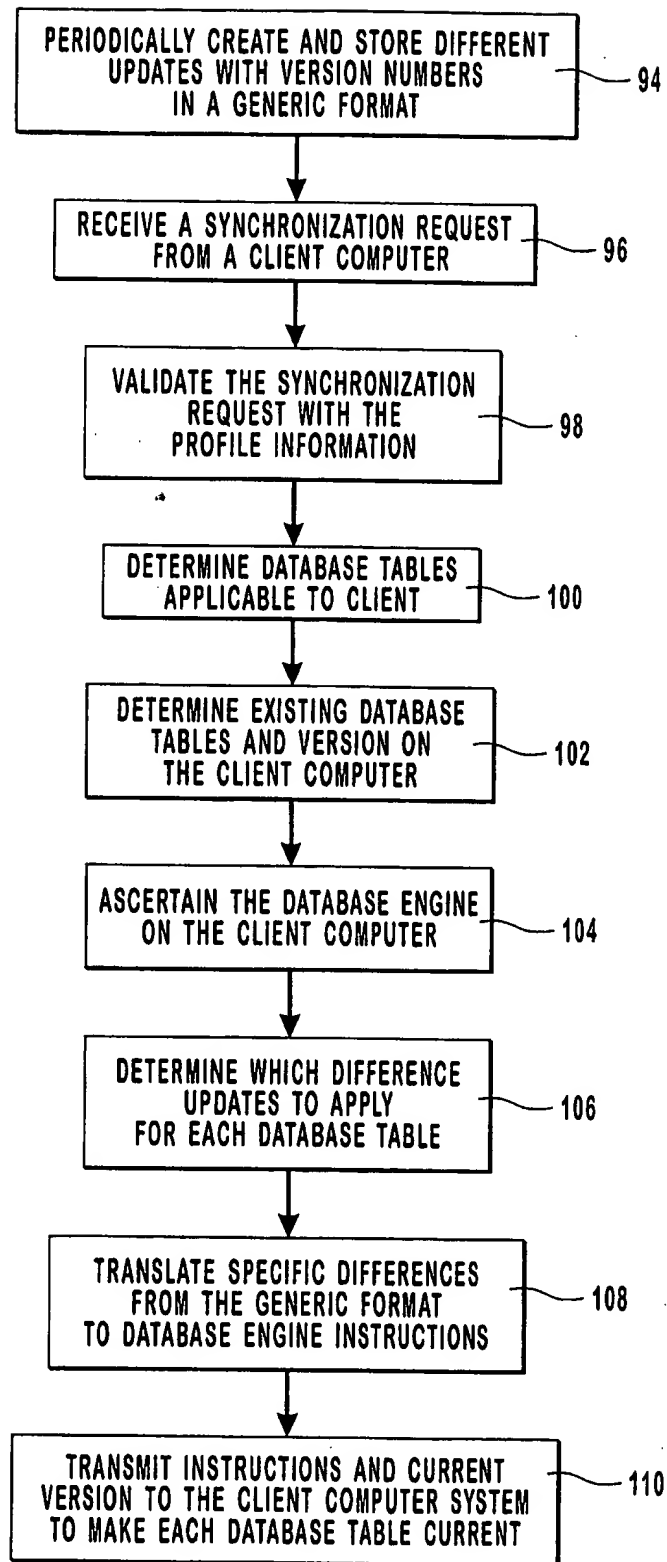 PERIODICALLY CREATE AND STORE DIFFERENT
UPDATES WITH VERSION NUMBERS
IN A GENERIC FORMAT
94
RECEIVE A SYNCHRONIZATION REQUEST
FROM A CLIENT COMPUTER
96
VALIDATE THE SYNCHRONIZATION
REQUEST WITH THE
PROFILE INFORMATION
98
DETERMINE DATABASE TABLES
APPLICABLE TO CLIENT
100
DETERMINE EXISTING DATABASE
TABLES AND VERSION ON
THE CLIENT COMPUTER
102
ASCERTAIN THE DATABASE ENGINE
ON THE CLIENT COMPUTER
104
DETERMINE WHICH DIFFERENCE
UPDATES TO APPLY
FOR EACH DATABASE TABLE
106
TRANSLATE SPECIFIC DIFFERENCES
FROM THE GENERIC FORMAT
TO DATABASE ENGINE INSTRUCTIONS
108
TRANSMIT INSTRUCTIONS AND CURRENT
VERSION TO THE CLIENT COMPUTER SYSTEM
TO MAKE EACH DATABASE TABLE CURRENT
110